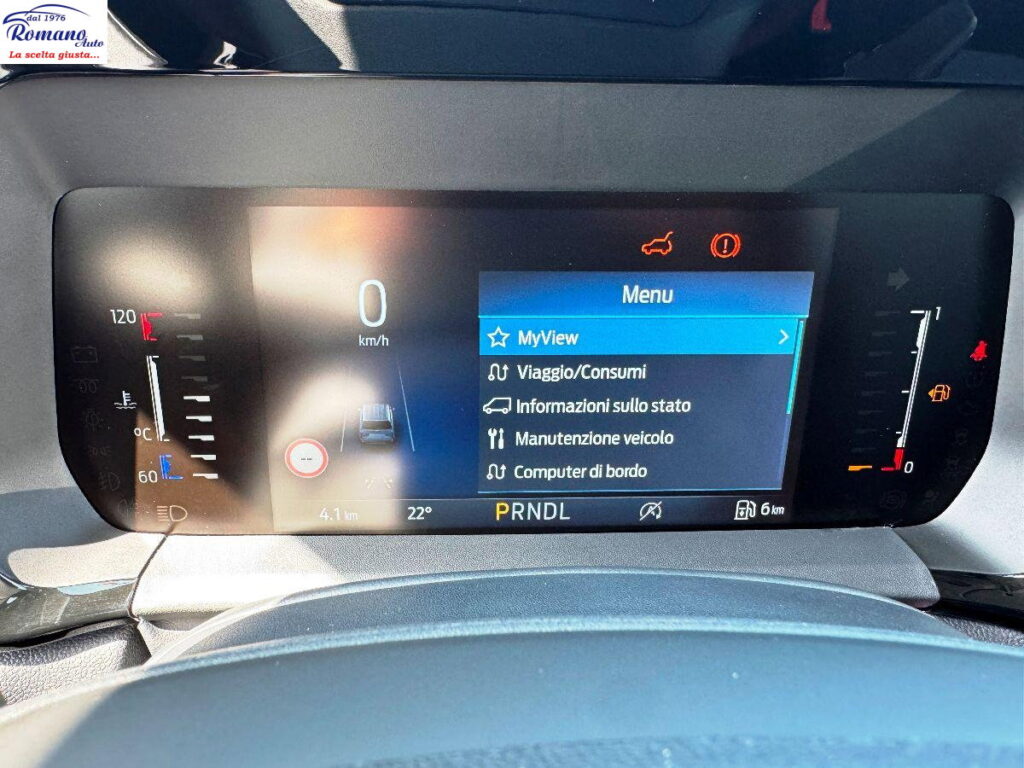 dal 1976
Romano
Auto
La scelta giusta...
0
km/h
Menu
MyView
Viaggio/Consumi
Informazioni sullo stato
Manutenzione veicolo
Computer di bordo
120
°C
60
1
0
--
4.1 km
22°
PRNDL
6 km